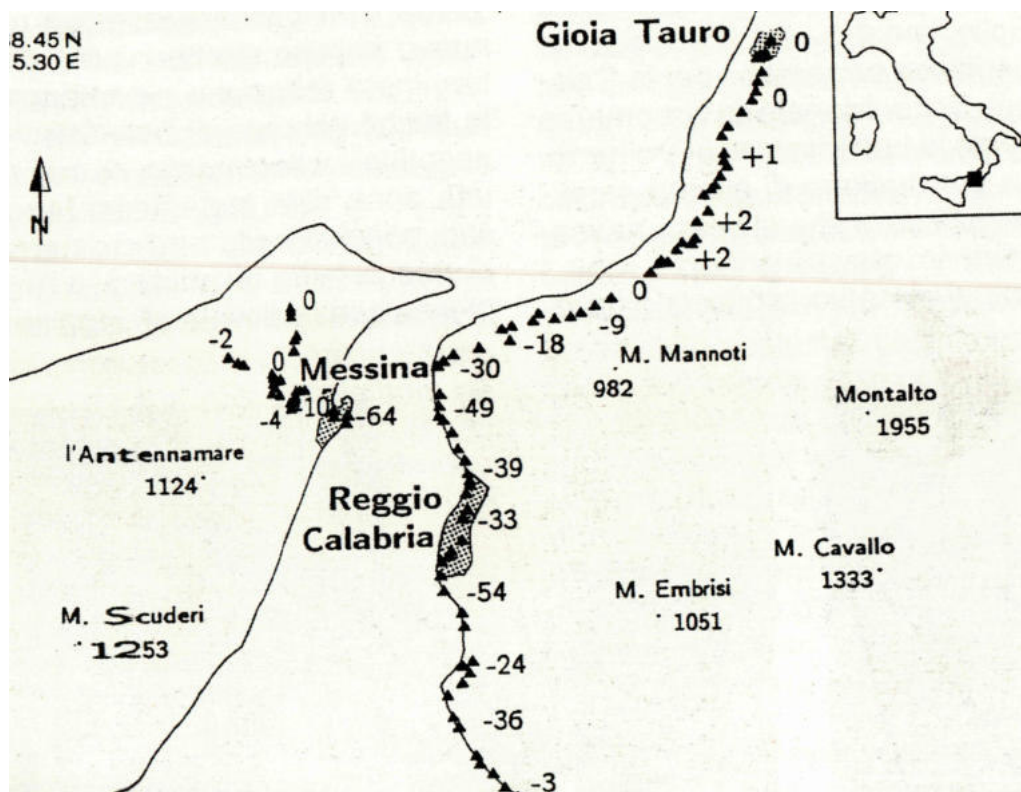 8.45 N
5.30 E
N
Gioia Tauro
0
0
+1
+2
+2
0
-9
-18
-30
M. Mannoti
982
Montalto
1955
0
-2
0
Messina
-10
-4
-64
-49
l'Antennamare
1124
-39
Reggio
Calabria
-33
M. Cavallo
1333
-54
M. Embrisi
1051
M. Scuderi
1253
-24
-36
-3